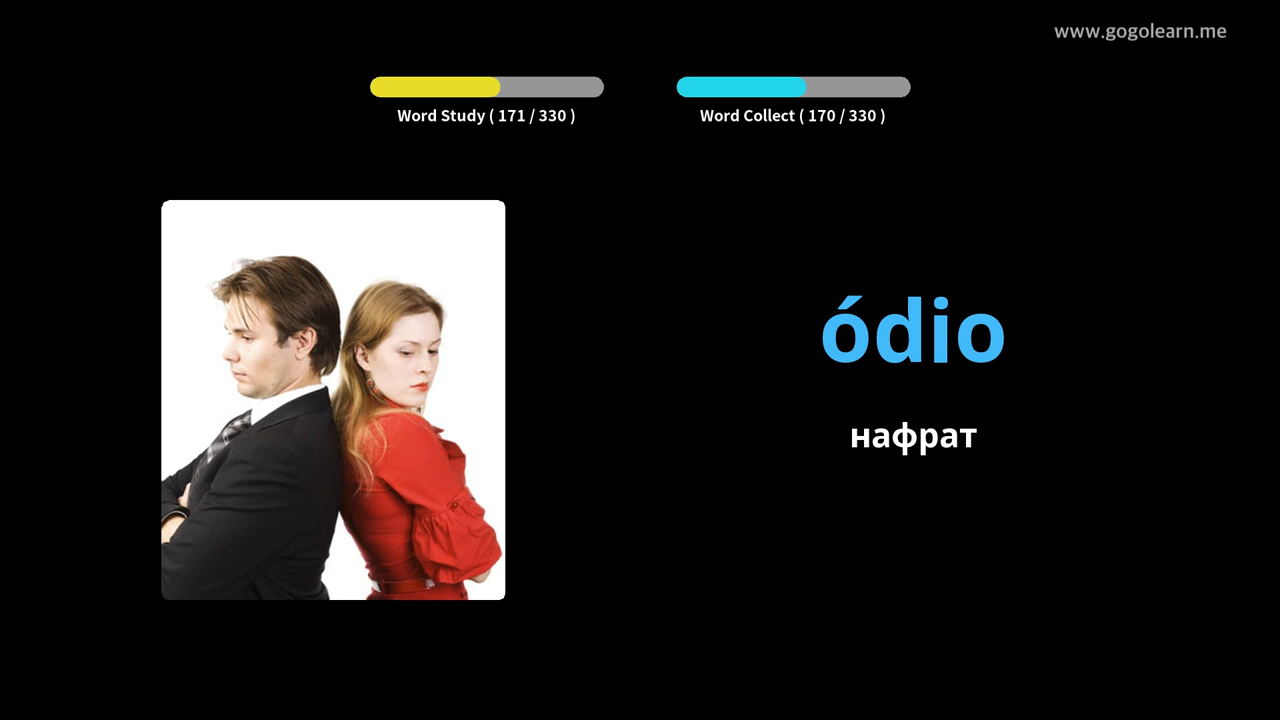 www.gogolearn.me
Word Study ( 171 / 330 )
Word Collect ( 170 / 330 )
ódio
нафрат